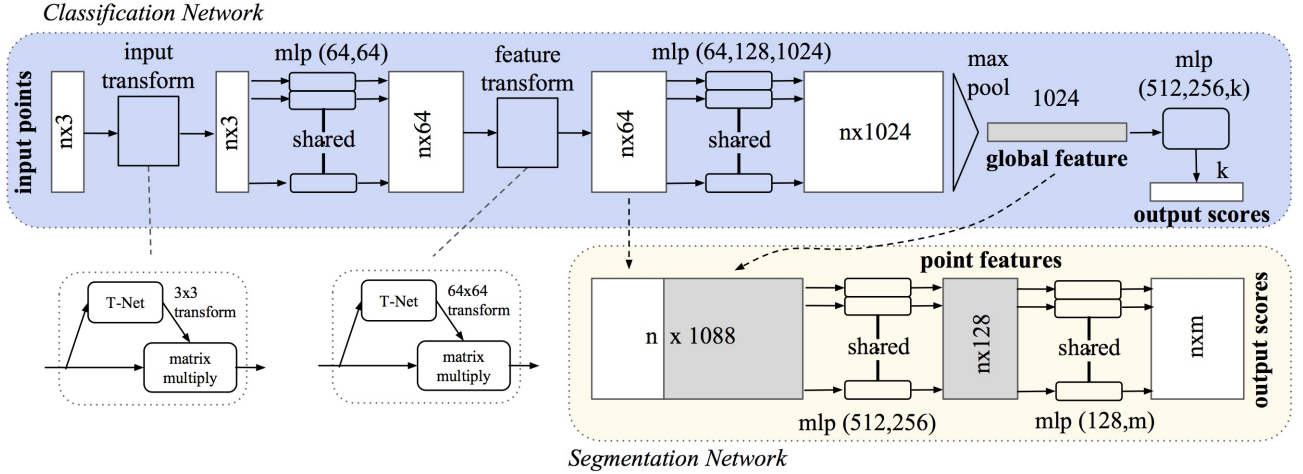 Classification Network
input points
nx3
input
transform
nx3
mlp (64,64)
shared
nx64
feature
transform
nx64
mlp (64,128,1024)
shared
nx1024
max
pool
1024
global feature
mlp
(512,256,k)
k
output scores
T-Net
3x3
transform
matrix
multiply
T-Net
64x64
transform
matrix
multiply
point features
n x 1088
shared
mlp (512,256)
nx128
shared
mlp (128,m)
nxm
output scores
Segmentation Network